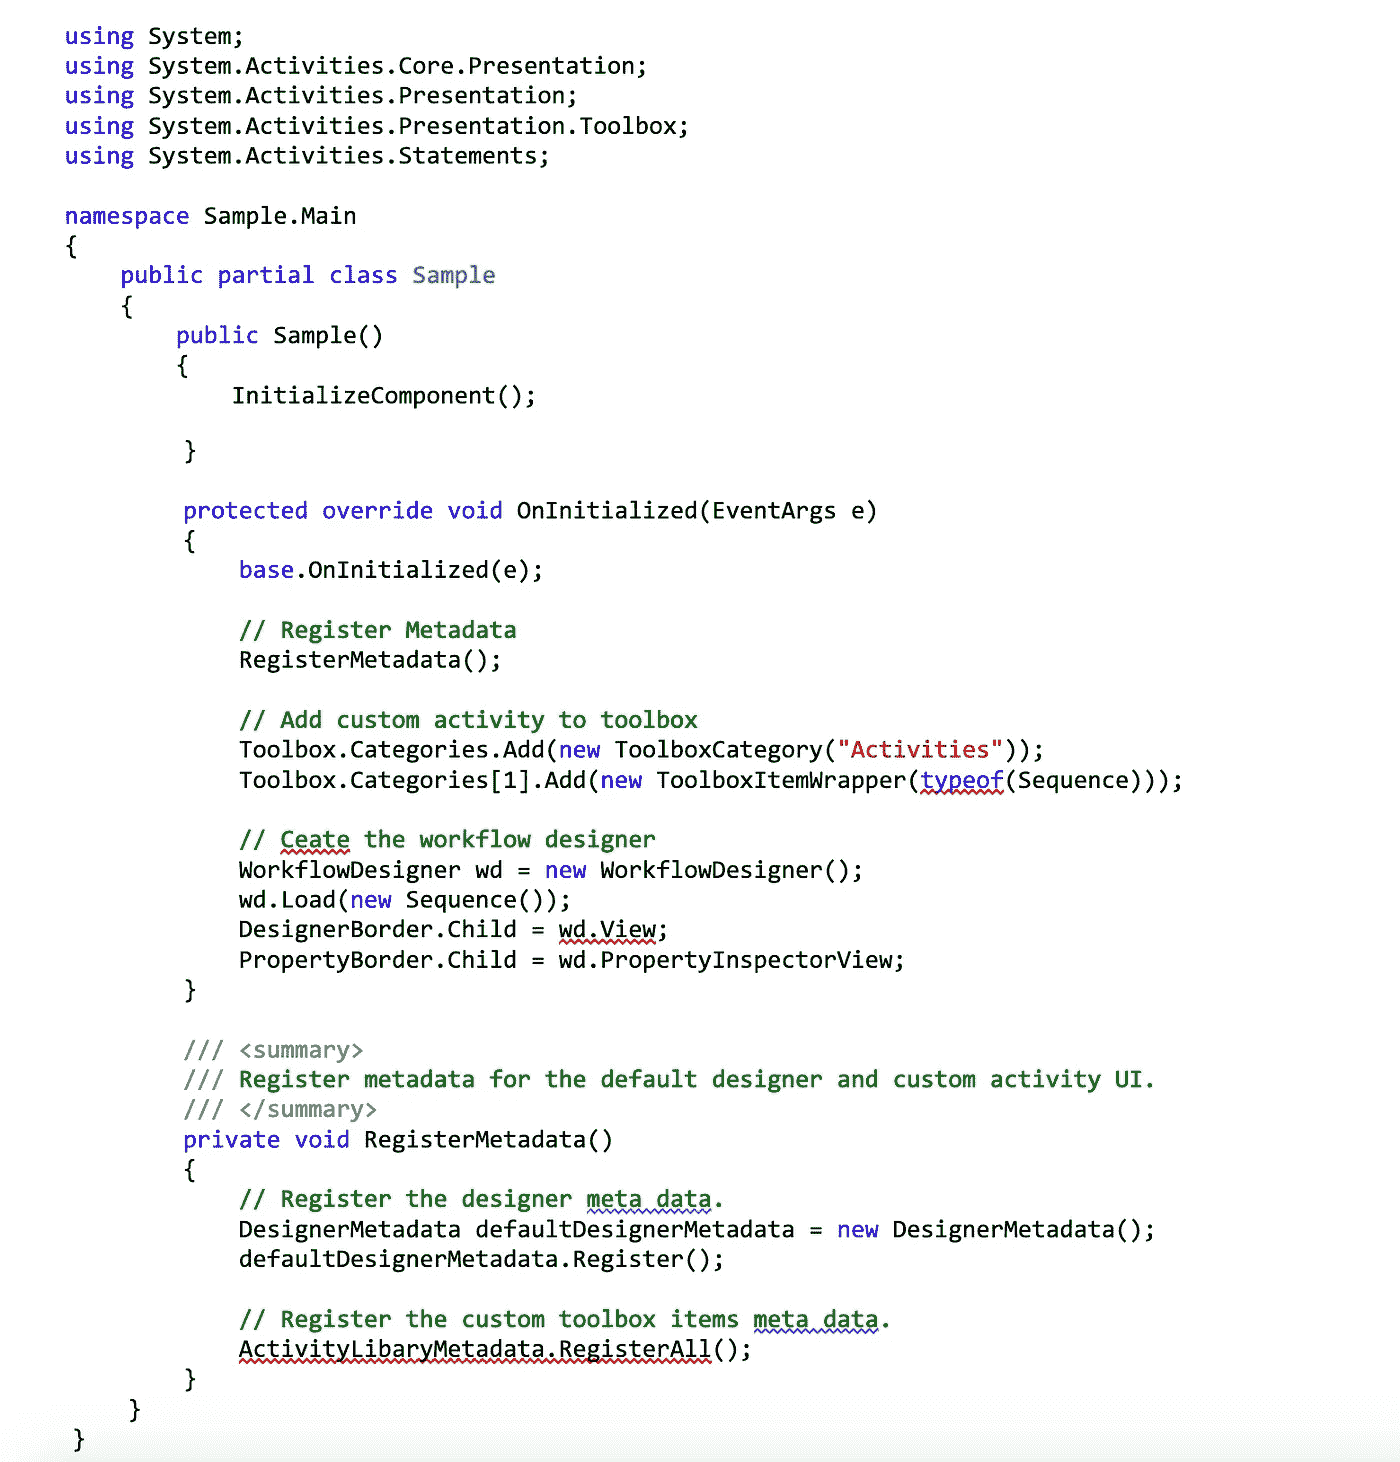 using System;
using System.Activities.Core.Presentation;
using System.Activities.Presentation;
using System.Activities.Presentation.Toolbox;
using System.Activities.Statements;
namespace Sample.Main
{
public partial class Sample
{
public Sample()
{
InitializeComponent();
}
protected override void OnInitialized(EventArgs e)
{
base.OnInitialized(e);
// Register Metadata
RegisterMetadata();
// Add custom activity to toolbox
Toolbox.Categories.Add(new ToolboxCategory("Activities"));
Toolbox.Categories[1].Add(new ToolboxItemWrapper(typeof(Sequence)));
// Ceate the workflow designer
WorkflowDesigner wd = new WorkflowDesigner();
wd.Load(new Sequence());
DesignerBorder.Child = wd.View;
PropertyBorder.Child = wd.PropertyInspectorView;
}
/// <summary>
/// Register metadata for the default designer and custom activity UI.
/// </summary>
private void RegisterMetadata()
{
// Register the designer meta data.
DesignerMetadata defaultDesignerMetadata = new DesignerMetadata();
defaultDesignerMetadata.Register();
// Register the custom toolbox items meta data.
ActivityLibaryMetadata.RegisterAll();
}
}
}